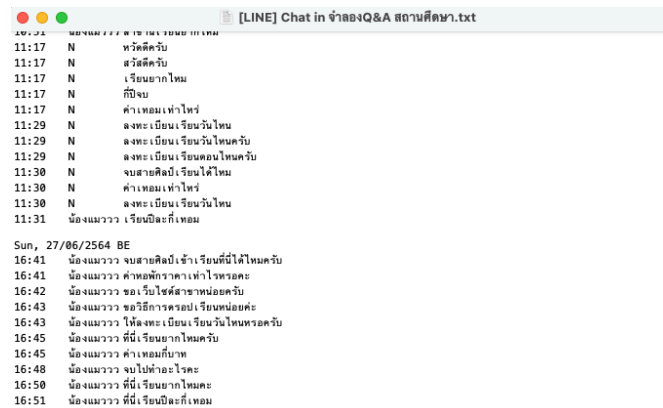 [LINE] Chat in จำลองQ&A สถานศึกษา.txt
10:51 น้องแมววว สาขานี้เรียนยากไหม
11:17 N หวัดดีครับ
11:17 N สวัสดีครับ
11:17 N เรียนยากไหม
11:17 N กี่ปีจบ
11:17 N ค่าเทอมเท่าไหร่
11:29 N ลงทะเบียนเรียนวันไหน
11:29 N ลงทะเบียนเรียนวันไหนครับ
11:29 N ลงทะเบียนเรียนตอนไหนครับ
11:30 N จบสายศิลป์เรียนได้ไหม
11:30 N ค่าเทอมเท่าไหร่
11:30 N ลงทะเบียนเรียนวันไหน
11:31 น้องแมววว เรียนปีละกี่เทอม
Sun, 27/06/2564 BE
16:41 น้องแมววว จบสายศิลป์เข้าเรียนที่นี่ได้ไหมครับ
16:41 น้องแมววว ค่าหอพักราคาเท่าไรหรอคะ
16:42 น้องแมววว ขอเว็บไซต์สาขาหน่อยครับ
16:43 น้องแมววว ขอวิธีการดรอปเรียนหน่อยค่ะ
16:43 น้องแมววว ให้ลงทะเบียนเรียนวันไหนหรอครับ
16:45 น้องแมววว ที่นี่เรียนยากไหมครับ
16:45 น้องแมววว ค่าเทอมกี่บาท
16:48 น้องแมววว จบไปทำอะไรคะ
16:50 น้องแมววว ที่นี่เรียนยากไหมคะ
16:51 น้องแมววว ที่นี่เรียนปีละกี่เทอม